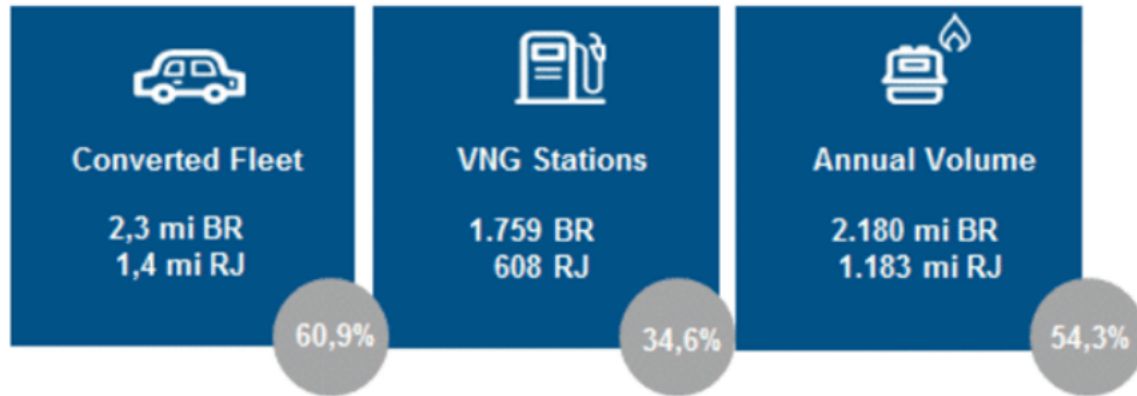 Converted Fleet
2,3 mi BR
1,4 mi RJ
60,9%
VNG Stations
1.759 BR
608 RJ
34,6%
Annual Volume
2.180 mi BR
1.183 mi RJ
54,3%